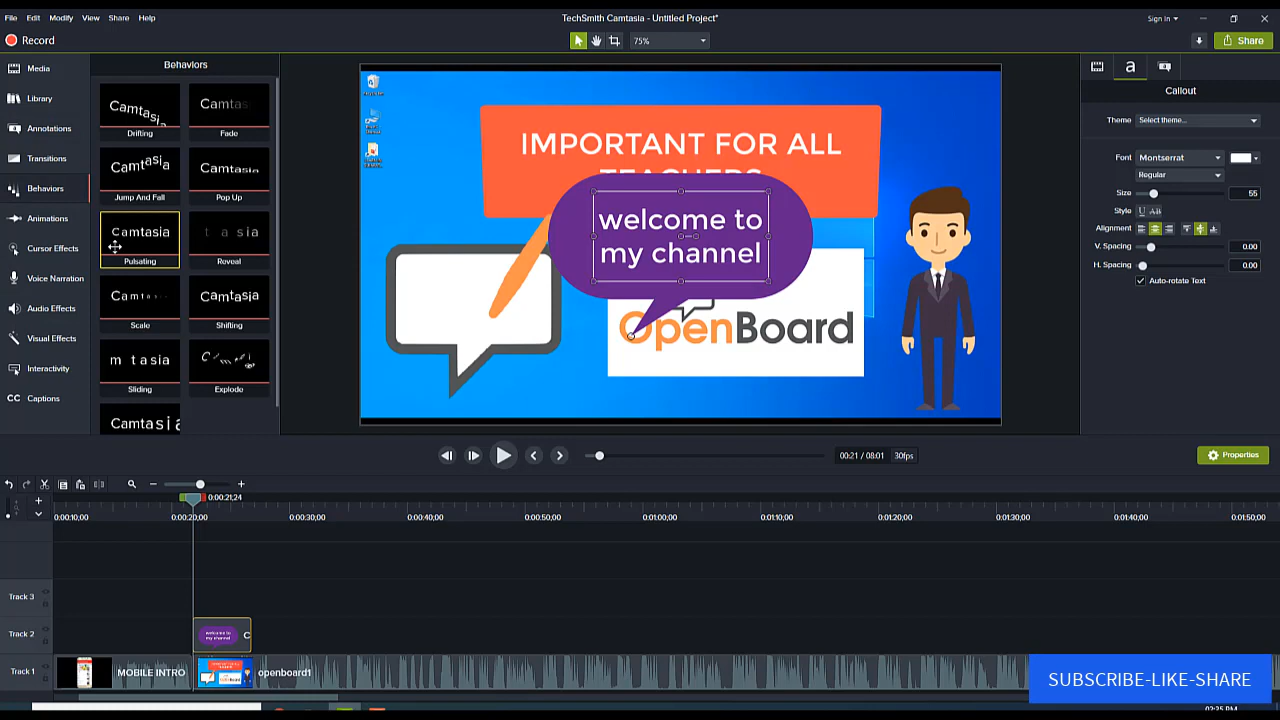 File Edit Modify View Share Help
TechSmith Camtasia - Untitled Project*
Sign in
Record
75%
Share
Media
Library
Annotations
Transitions
Behaviors
Animations
Cursor Effects
Voice Narration
Audio Effects
Visual Effects
Interactivity
CC Captions
Behaviors
Drifting
Fade
Camtasia
Jump And Fall
Camtasia
Pop Up
Camtasia
Pulsating
Reveal
Scale
Camtasia
Shifting
m t a s i a
Sliding
Explode
IMPORTANT FOR ALL
welcome to
my channel
OpenBoard
a
Callout
Theme Select theme...
Font Montserrat
Regular
Size 55
Style
Alignment
V. Spacing 0.00
H. Spacing 0.00
Auto-rotate Text
00:21 / 08:01 30fps
Properties
0:00:21;24
0:00:10;00 0:00:20;00 0:00:30;00 0:00:40;00 0:00:50;00 0:01:00;00 0:01:10;00 0:01:20;00 0:01:30;00 0:01:40;00 0:01:50;00
Track 3
Track 2
welcome to
my channel
C
Track 1
MOBILE INTRO
openboard1
SUBSCRIBE-LIKE-SHARE